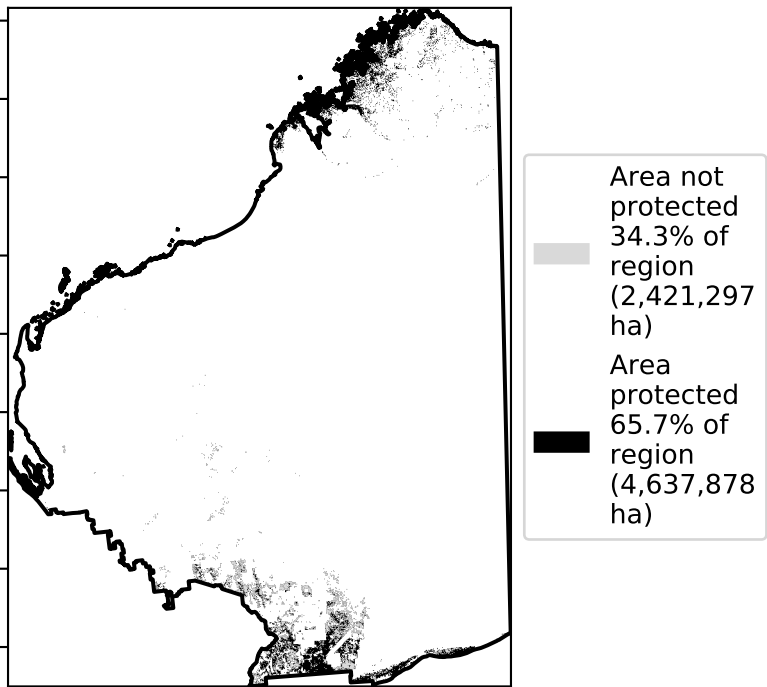 Area not
protected
34.3% of
region
(2,421,297
ha)
Area
protected
65.7% of
region
(4,637,878
ha)